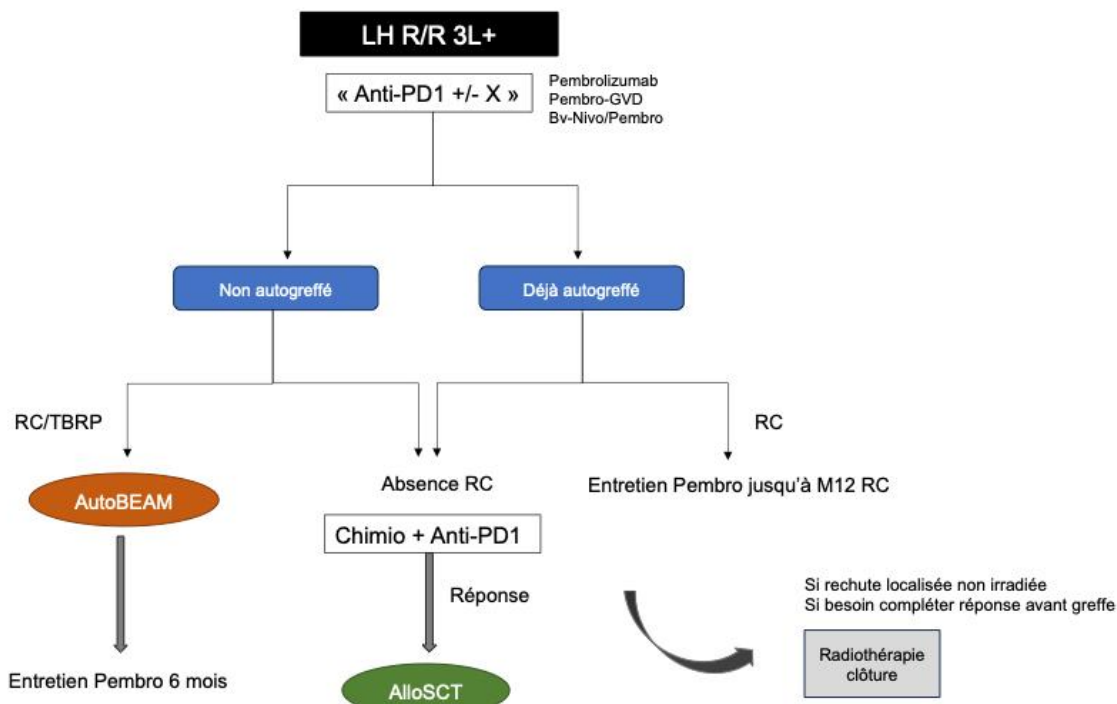 LH R/R 3L+
« Anti-PD1 +/- X »
Pembrolizumab
Pembro-GVD
Bv-Nivo/Pembro
Non autogreffé
Déjà autogreffé
RC/TBRP
RC
AutoBEAM
Absence RC
Entretien Pembro jusqu'à M12 RC
Chimio + Anti-PD1
Réponse
Si rechute localisée non irradiée
Si besoin compléter réponse avant greffe
Radiothérapie
clôture
Entretien Pembro 6 mois
AlloSCT